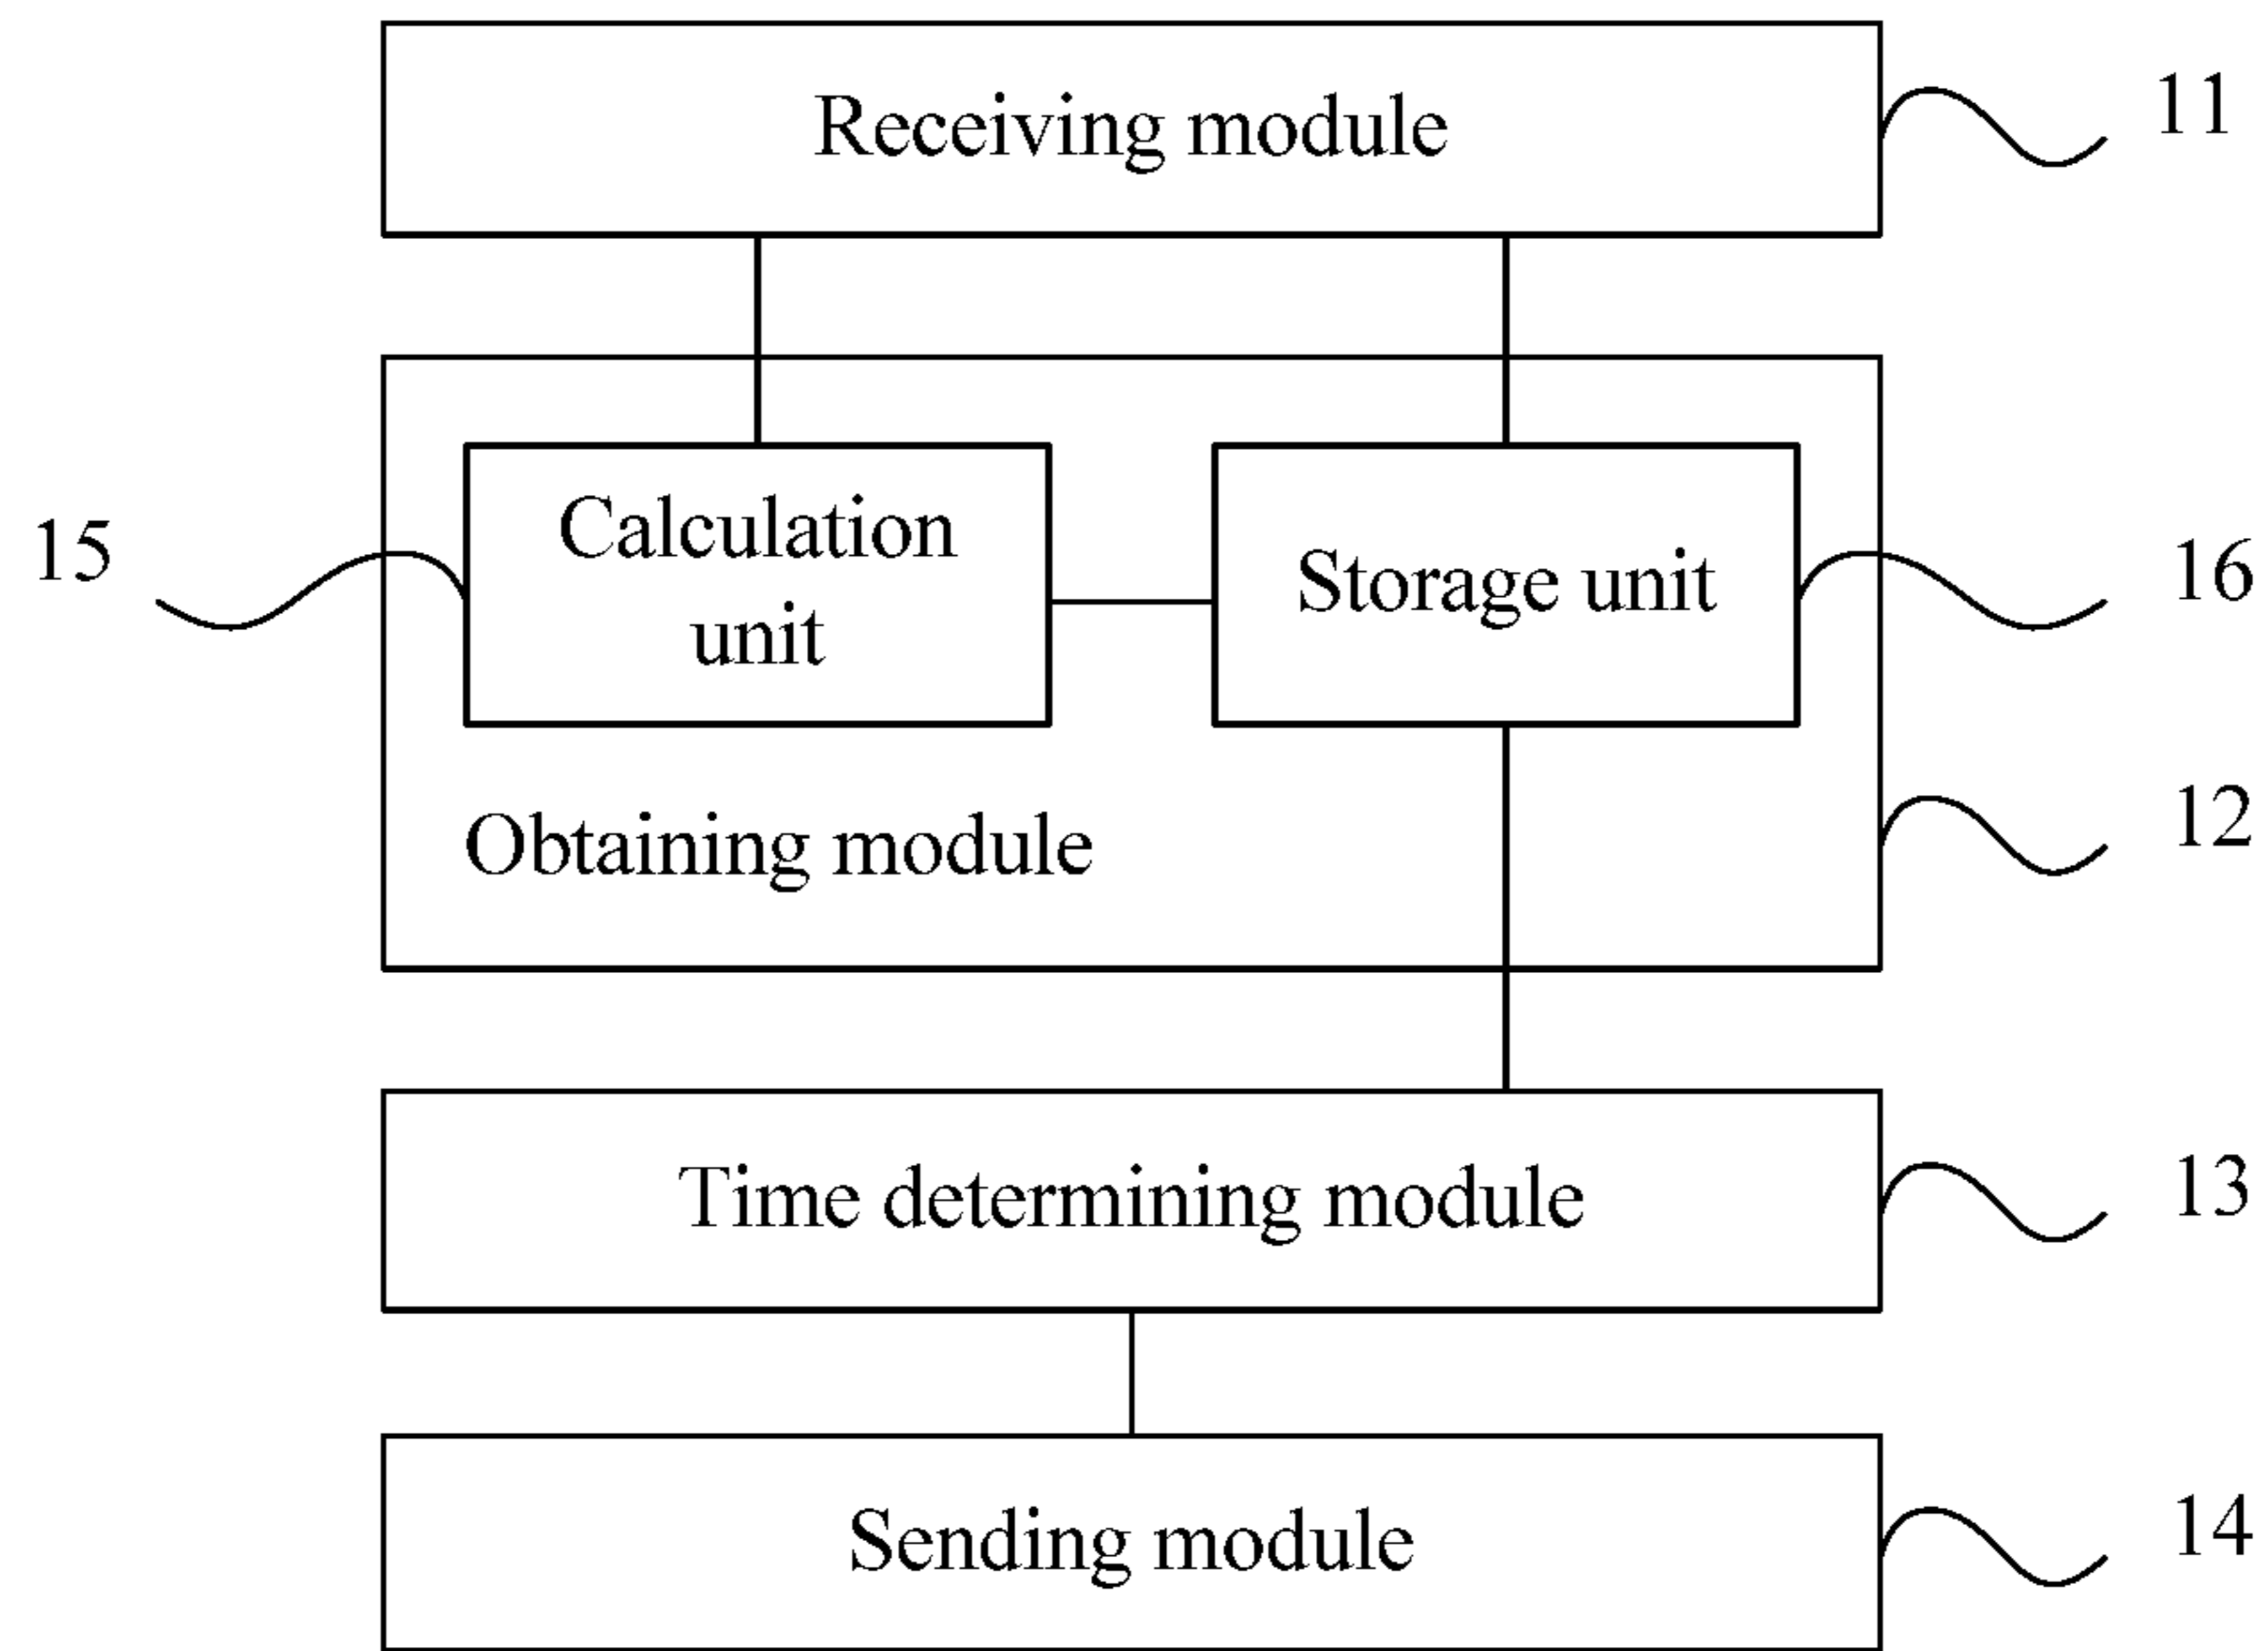 Receiving module
11
Calculation
unit
15
Storage unit
16
Obtaining module
12
Time determining module
13
Sending module
14